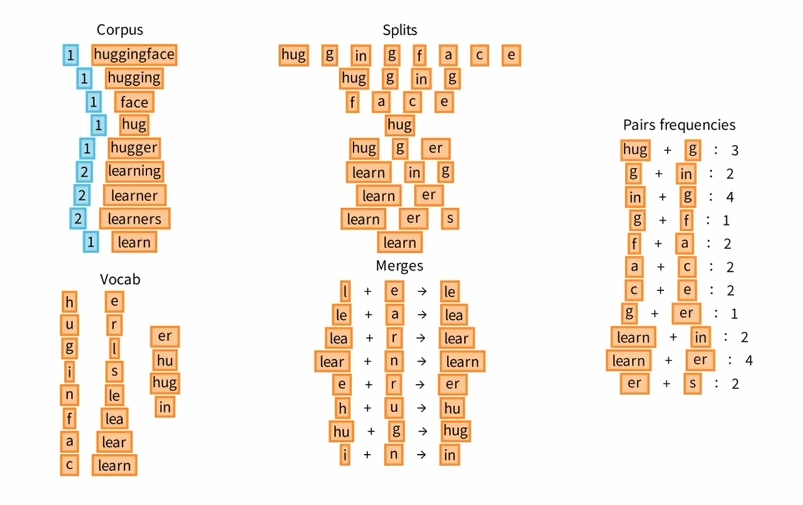 Corpus
1 huggingface
1 hugging
1 face
1 hug
1 hugger
2 learning
2 learner
2 learners
1 learn
Splits
hug g in g f a c e
hug g in g
f a c e
hug
hug g er
learn in g
learn er
learn er s
learn
Pairs frequencies
hug + g : 3
g + in : 2
in + g : 4
g + f : 1
f + a : 2
a + c : 2
c + e : 2
g + er : 1
learn + in : 2
learn + er : 4
er + s : 2
Vocab
h e
u r
g l
i s
n le
f lea
a lear
c learn
er
hu
hug
in
Merges
l + e → le
le + a → lea
lea + r → lear
lear + n → learn
e + r → er
h + u → hu
hu + g → hug
i + n → in